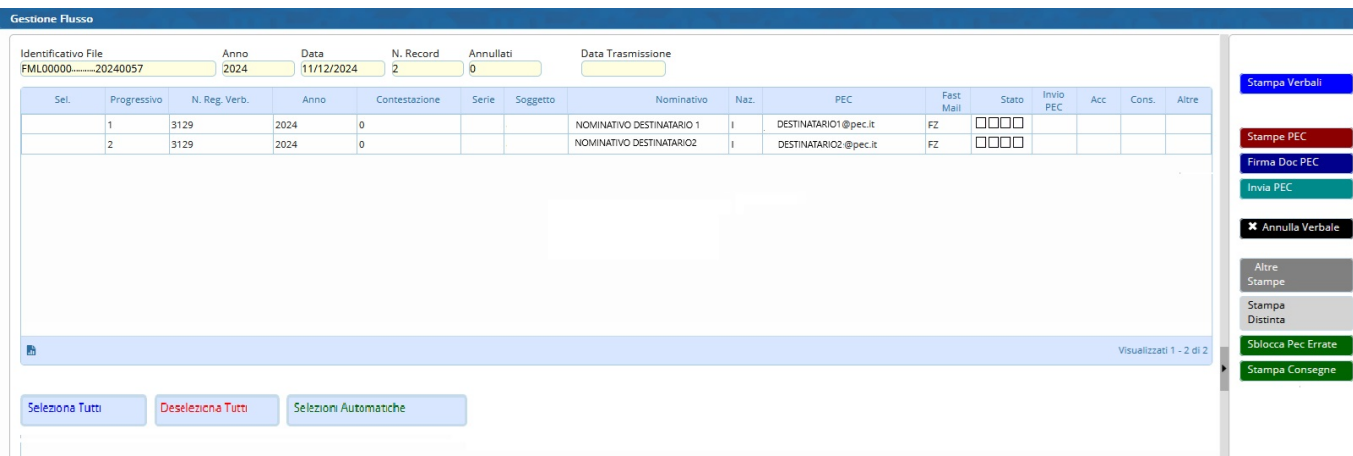 Gestione Flusso
Identificativo File Anno Data N. Record Annullati Data Trasmissione
FML00000..........20240057 2024 11/12/2024 2 0
Sel. Progressivo N. Reg. Verb. Anno Contestazione Serie Soggetto Nominativo Naz. PEC Fast Mail Stato Invio PEC Acc Cons. Altre
1 3129 2024 0 NOMINATIVO DESTINATARIO 1 I DESTINATARIO1@pec.it FZ
2 3129 2024 0 NOMINATIVO DESTINATARIO2 I DESTINATARIO2@pec.it FZ
Visualizzati 1 - 2 di 2
Seleziona Tutti Deseleziona Tutti Selezioni Automatiche
Stampa Verbali
Stampe PEC
Firma Doc PEC
Invia PEC
✖ Annulla Verbale
Altre
Stampe
Stampa
Distinta
Sblocca Pec Errate
Stampa Consegne